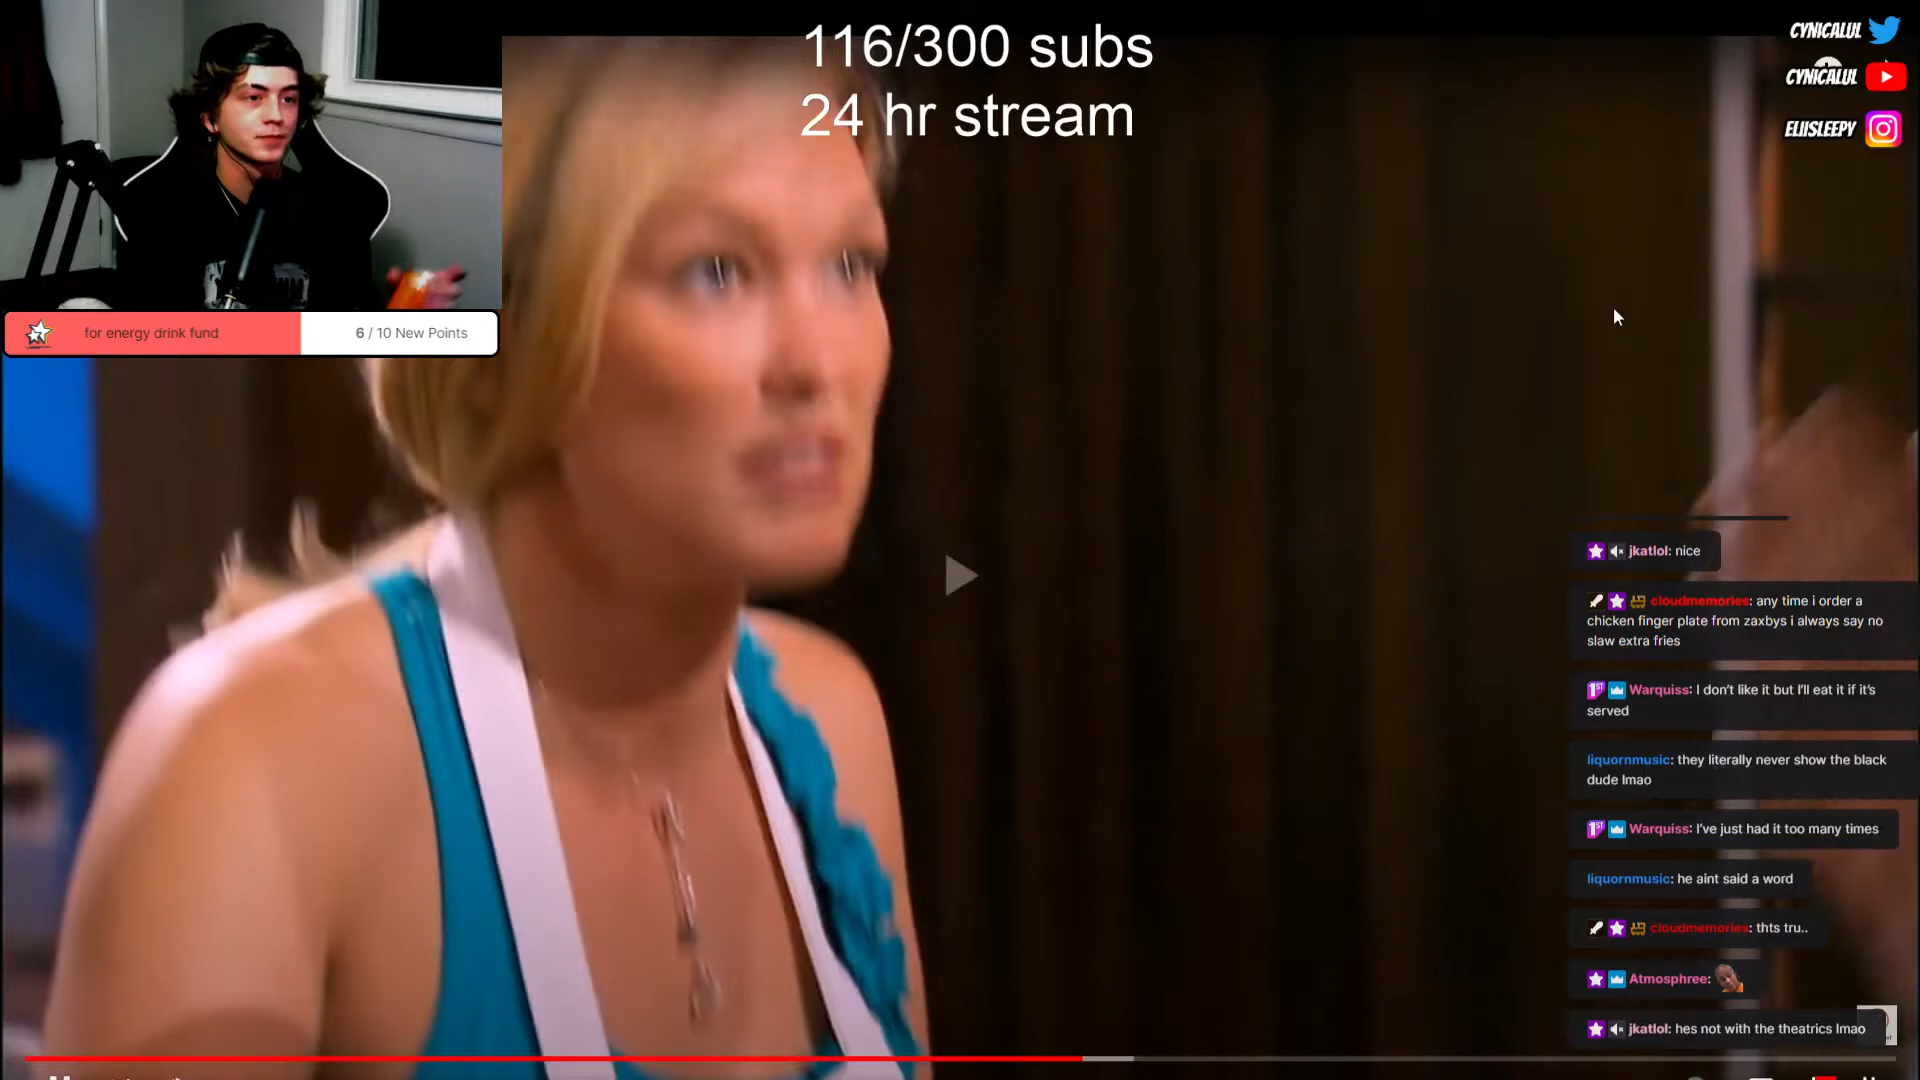 116/300 subs
24 hr stream
CYNICALUL
CYNICALUL
ELIISLEEPY
for energy drink fund
6 / 10 New Points
jkatlol: nice
cloudmemories: any time i order a
chicken finger plate from zaxbys i always say no
slaw extra fries
1ST Warquiss: I don't like it but I'll eat it if it's
served
liquornmusic: they literally never show the black
dude lmao
1ST Warquiss: I've just had it too many times
liquornmusic: he aint said a word
cloudmemories: thts tru..
Atmosphree:
jkatlol: hes not with the theatrics lmao